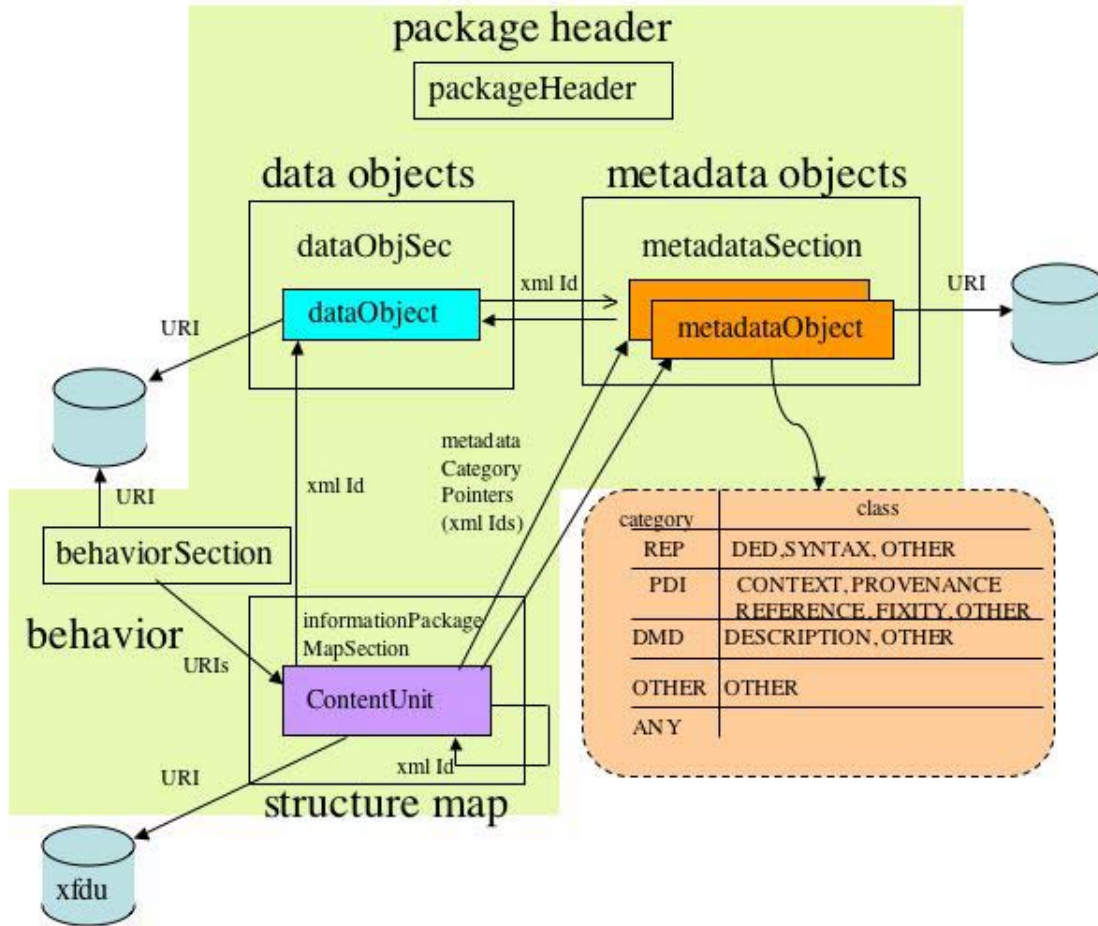 package header
packageHeader
data objects
metadata objects
dataObjSec
metadataSection
xml Id
URI
dataObject
metadataObject
URI
metadata
Category
Pointers
(xml Ids)
xml Id
URI
category
class
REP
DED,SYNTAX, OTHER
PDI
CONTEXT, PROVENANCE
REFERENCE, FIXITY, OTHER
DMD
DESCRIPTION, OTHER
OTHER
OTHER
ANY
behaviorSection
behavior
informationPackage
MapSection
URIs
ContentUnit
xml Id
URI
structure map
xfdu